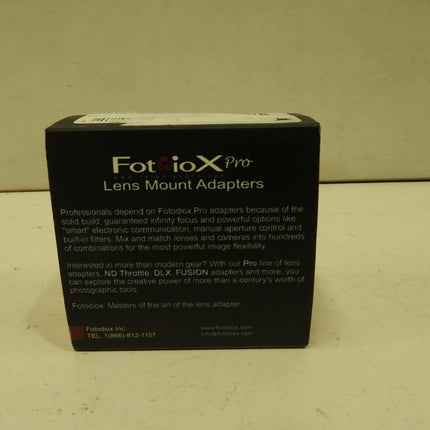 FotdioX Pro
www.fotodiox.com
Lens Mount Adapters
Professionals depend on Fotodiox Pro adapters because of the
solid build, guaranteed infinity focus and powerful options like
"smart" electronic communication, manual aperture control and
built-in filters. Mix and match lenses and cameras into hundreds
of combinations for the most powerful image flexibility.
Interested in more than modern gear? With our Pro line of lens
adapters, ND Throttle, DLX, FUSION adapters and more, you
can explore the creative power of more than a century's worth of
photographic tools.
Fotodiox: Masters of the art of the lens adapter.
Fotodiox Inc.
www.fotodiox.com
TEL: 1(866)-812-1107
info@fotodiox.com